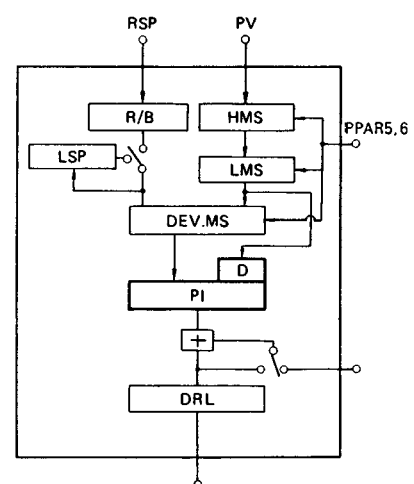 RSP PV
R/B HMS
PPAR5,6
LSP LMS
DEV.MS
D
PI
+
DRL